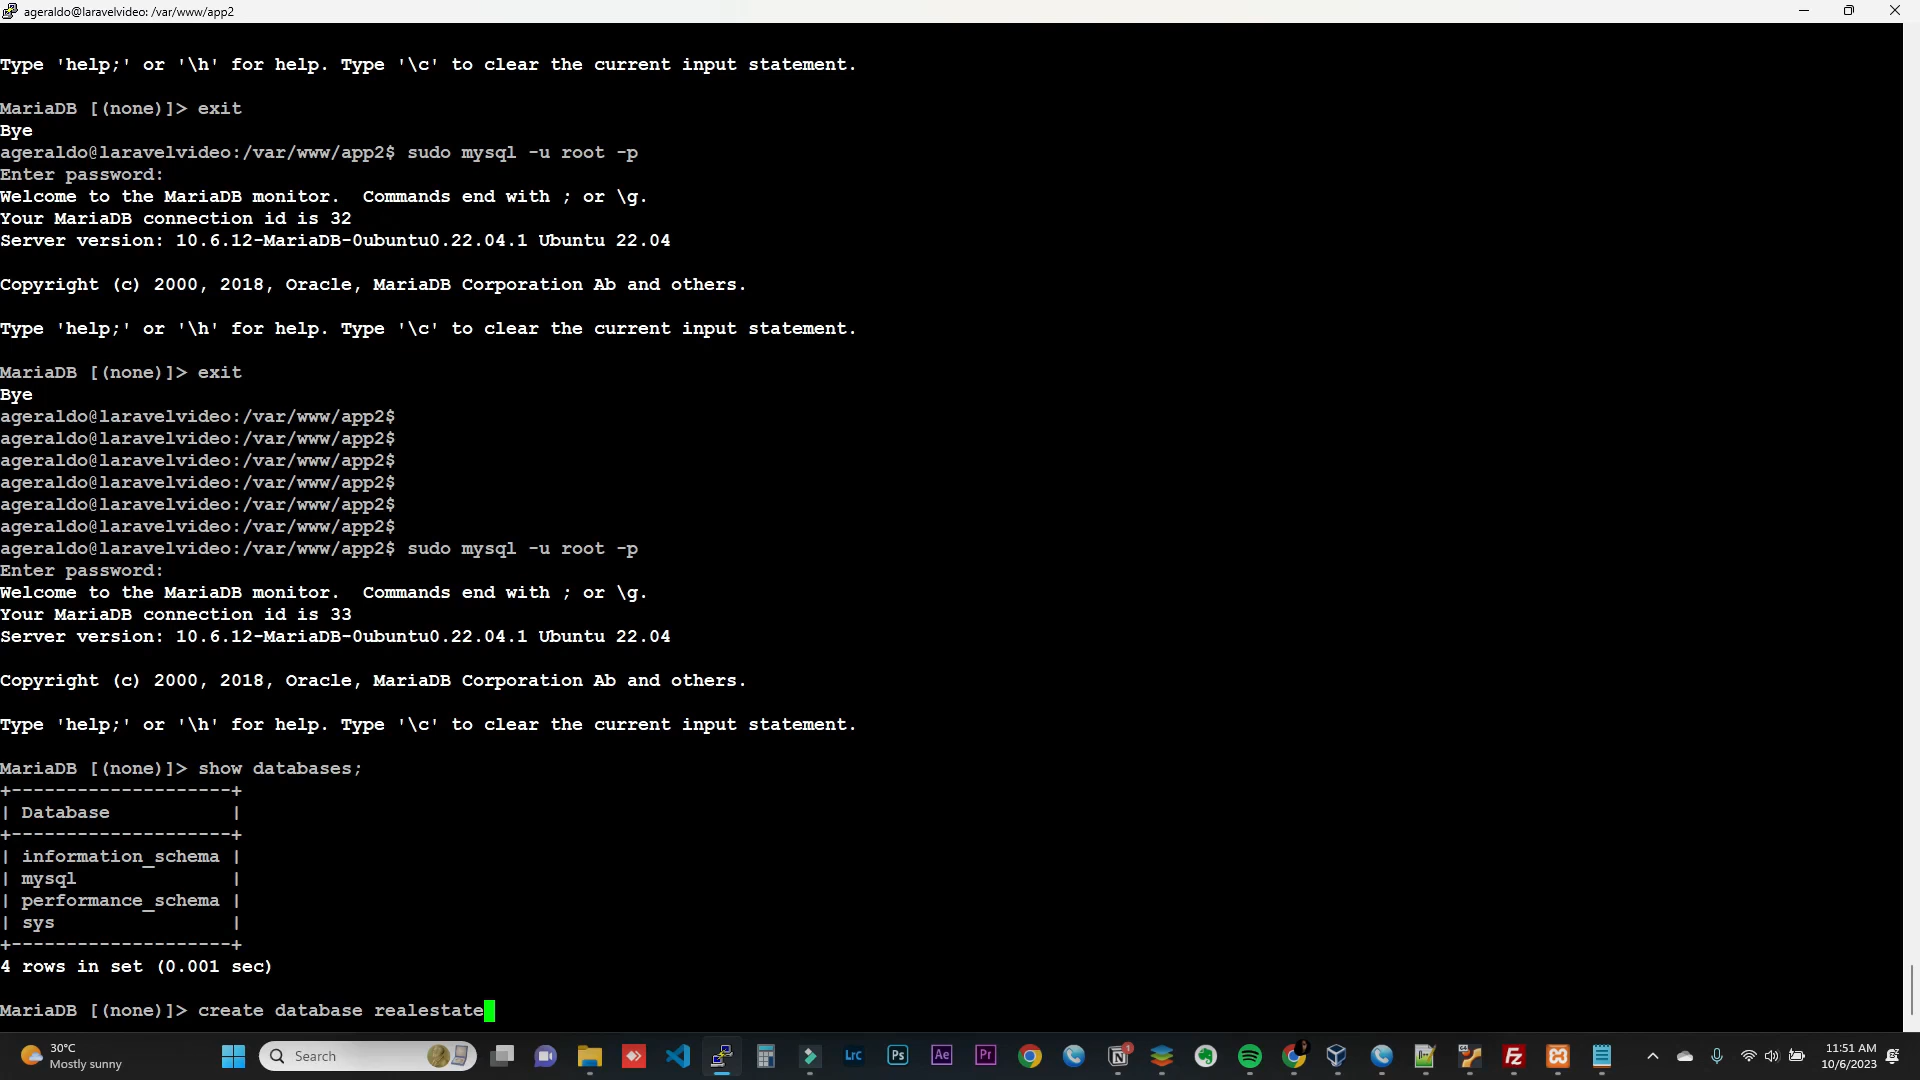 ageraldo@laravelvideo: /var/www/app2
Type 'help;' or '\h' for help. Type '\c' to clear the current input statement.
MariaDB [(none)]> exit
Bye
ageraldo@laravelvideo:/var/www/app2$ sudo mysql -u root -p
Enter password:
Welcome to the MariaDB monitor.  Commands end with ; or \g.
Your MariaDB connection id is 32
Server version: 10.6.12-MariaDB-0ubuntu0.22.04.1 Ubuntu 22.04
Copyright (c) 2000, 2018, Oracle, MariaDB Corporation Ab and others.
Type 'help;' or '\h' for help. Type '\c' to clear the current input statement.
MariaDB [(none)]> exit
Bye
ageraldo@laravelvideo:/var/www/app2$
ageraldo@laravelvideo:/var/www/app2$
ageraldo@laravelvideo:/var/www/app2$
ageraldo@laravelvideo:/var/www/app2$
ageraldo@laravelvideo:/var/www/app2$
ageraldo@laravelvideo:/var/www/app2$
ageraldo@laravelvideo:/var/www/app2$ sudo mysql -u root -p
Enter password:
Welcome to the MariaDB monitor.  Commands end with ; or \g.
Your MariaDB connection id is 33
Server version: 10.6.12-MariaDB-0ubuntu0.22.04.1 Ubuntu 22.04
Copyright (c) 2000, 2018, Oracle, MariaDB Corporation Ab and others.
Type 'help;' or '\h' for help. Type '\c' to clear the current input statement.
MariaDB [(none)]> show databases;
+--------------------+
| Database           |
+--------------------+
| information_schema |
| mysql              |
| performance_schema |
| sys                |
+--------------------+
4 rows in set (0.001 sec)
MariaDB [(none)]> create database realestate
30°C
Mostly sunny
Search
Lrc
Ps
Ae
Pr
1
Fz
11:51 AM
10/6/2023